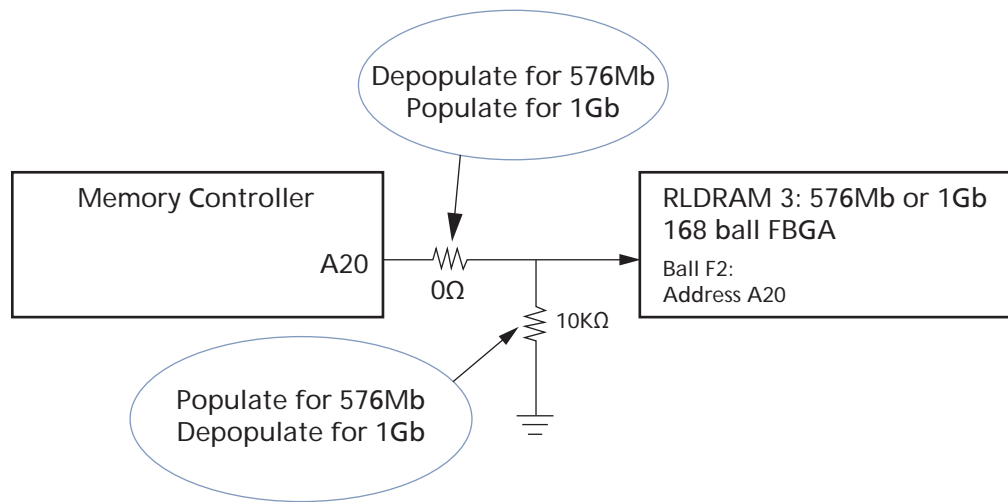 Depopulate for 576Mb
Populate for 1Gb
Memory Controller
A20
0Ω
RLDRAM 3: 576Mb or 1Gb
168 ball FBGA
Ball F2:
Address A20
10KΩ
Populate for 576Mb
Depopulate for 1Gb